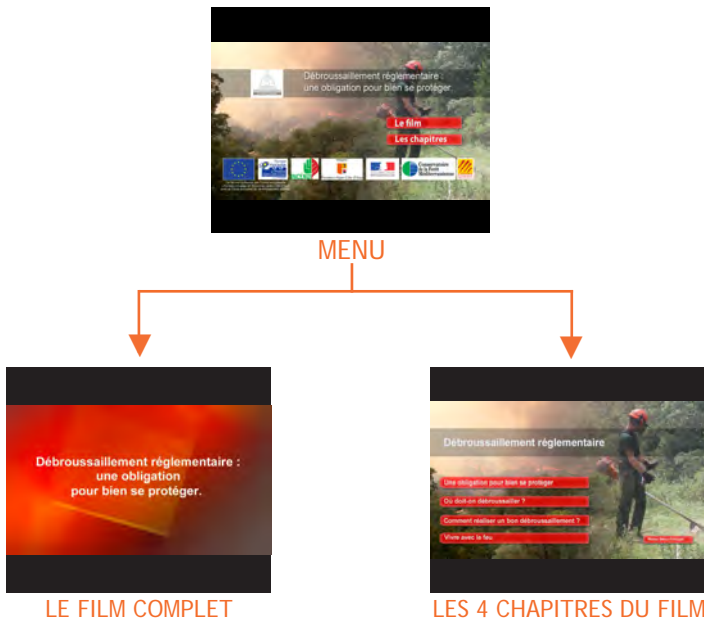 Débroussaillement réglementaire :
une obligation pour bien se protéger.
Le film
Les chapitres
MENU
Débroussaillement réglementaire :
une obligation
pour bien se protéger.
LE FILM COMPLET
Débroussaillement réglementaire
Une obligation pour bien se protéger
Où doit-on débroussailler ?
Comment réaliser un bon débroussaillement ?
Vivre avec le feu
LES 4 CHAPITRES DU FILM